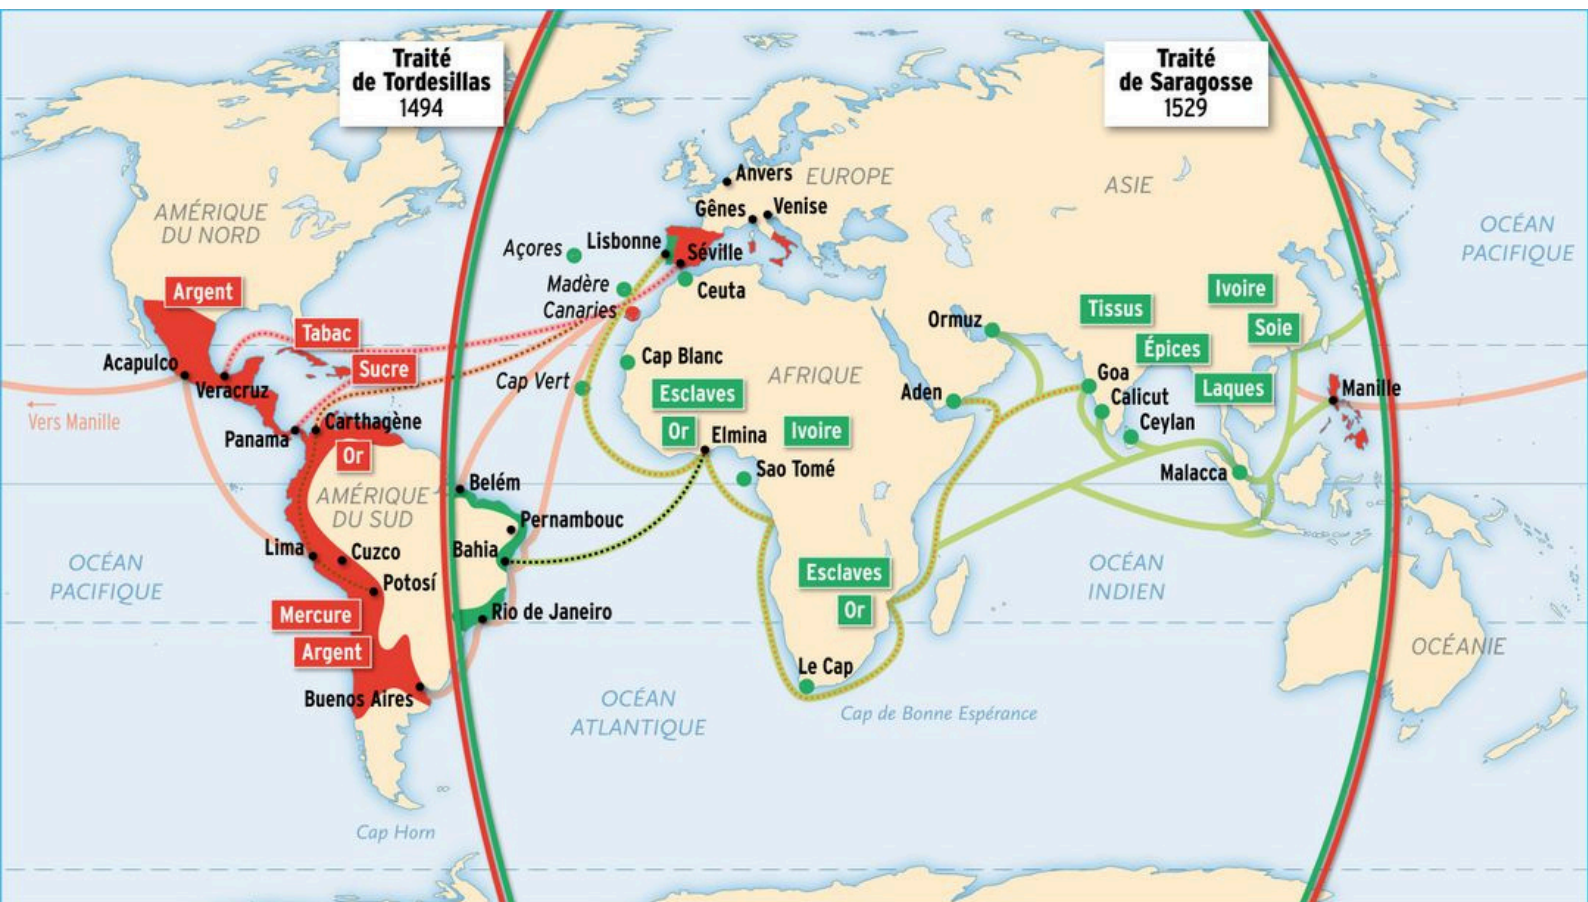 Traité
de Tordesillas
1494
Traité
de Saragosse
1529
Anvers
EUROPE
ASIE
Gênes
Venise
AMÉRIQUE
DU NORD
OCÉAN
PACIFIQUE
Açores
Lisbonne
Séville
Madère
Ceuta
Canaries
Argent
Tabac
Sucre
Acapulco
Veracruz
Vers Manille
Panama
Carthagène
Or
Cap Vert
Cap Blanc
AFRIQUE
Esclaves
Or
Ivoire
Elmina
Sao Tomé
Ormuz
Aden
Tissus
Ivoire
Soie
Épices
Laques
Goa
Calicut
Ceylan
Malacca
Manille
AMÉRIQUE
DU SUD
Belém
Pernambouc
Bahia
Lima
Cuzco
Potosí
Rio de Janeiro
Mercure
Argent
Buenos Aires
OCÉAN
PACIFIQUE
Esclaves
Or
OCÉAN
INDIEN
OCÉANIE
Le Cap
Cap de Bonne Espérance
OCÉAN
ATLANTIQUE
Cap Horn